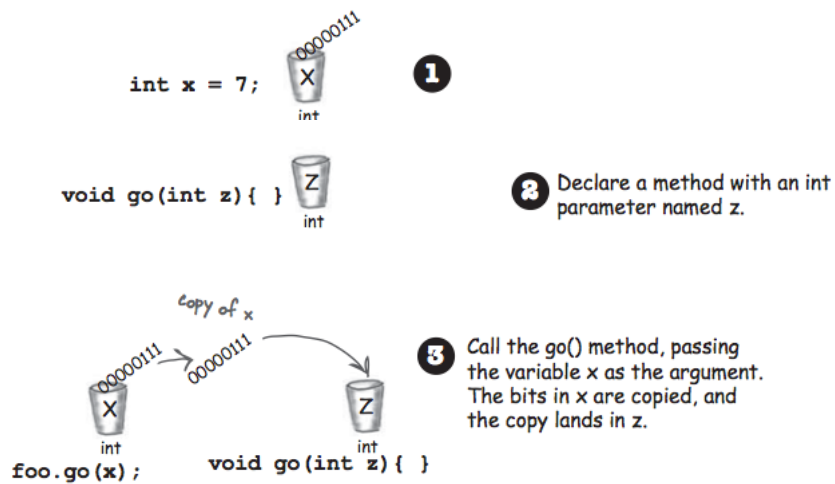 00000111
int x = 7;
X
1
int
void go(int z){ }
Z
int
2
Declare a method with an int
parameter named z.
copy of x
00000111
00000111
X
int
Z
int
foo.go(x);
void go(int z){ }
3
Call the go() method, passing
the variable x as the argument.
The bits in x are copied, and
the copy lands in z.